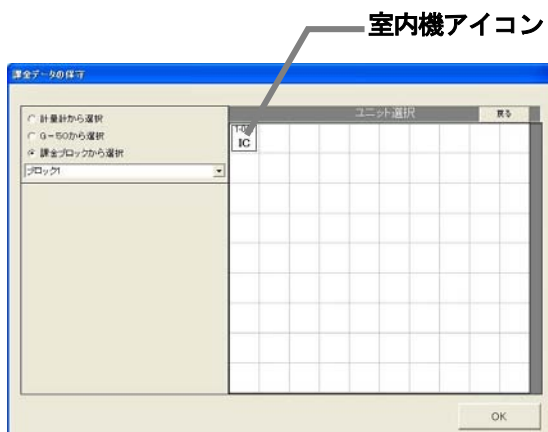 室内機アイコン
課金データの保守
計量計から選択
G-50から選択
課金ブロックから選択
ブロック1
ユニット選択
戻る
IC
OK